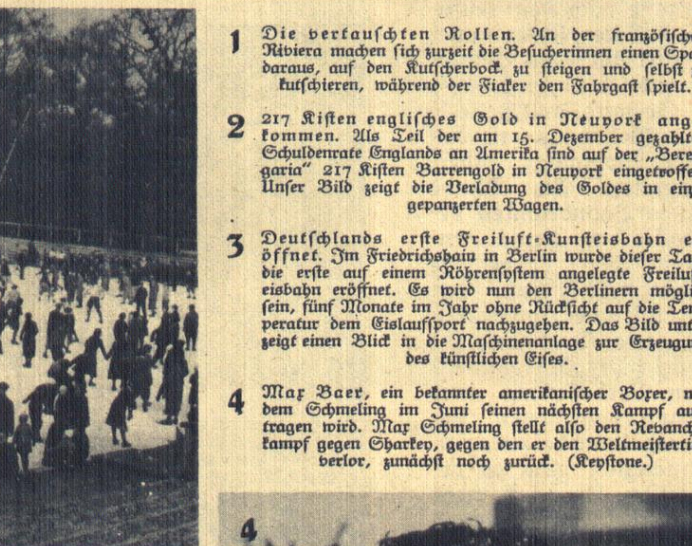 1 Die vertauschten Rollen. An der französische
Riviera machen sich zurzeit die Besucherinnen einen Spa
daraus, auf den Kutscherbock zu steigen und selbst
kutschieren, während der Fiaker den Fahrgast spielt.
2 217 Kisten englisches Gold in Neuyork ang
kommen. Als Teil der am 15. Dezember gezahlt
Schuldenrate Englands an Amerika sind auf der „Bere
garia“ 217 Kisten Barrengold in Neuyork eingetroffe
Unser Bild zeigt die Verladung des Goldes in ein
gepanzerten Wagen.
3 Deutschlands erste Freiluft-Kunsteisbahn e
öffnet. Im Friedrichshain in Berlin wurde dieser Ta
die erste auf einem Röhrensystem angelegte Freiluf
eisbahn eröffnet. Es wird nun den Berlinern mögli
sein, fünf Monate im Jahr ohne Rücksicht auf die Tem
peratur dem Eislaufsport nachzugehen. Das Bild unt
zeigt einen Blick in die Maschinenanlage zur Erzeugun
des künstlichen Eises.
4 Max Baer, ein bekannter amerikanischer Boxer, m
dem Schmeling im Juni seinen nächsten Kampf au
tragen wird. Max Schmeling stellt also den Revanch
kampf gegen Sharkey, gegen den er den Weltmeisterti
verlor, zunächst noch zurück. (Keystone.)
4